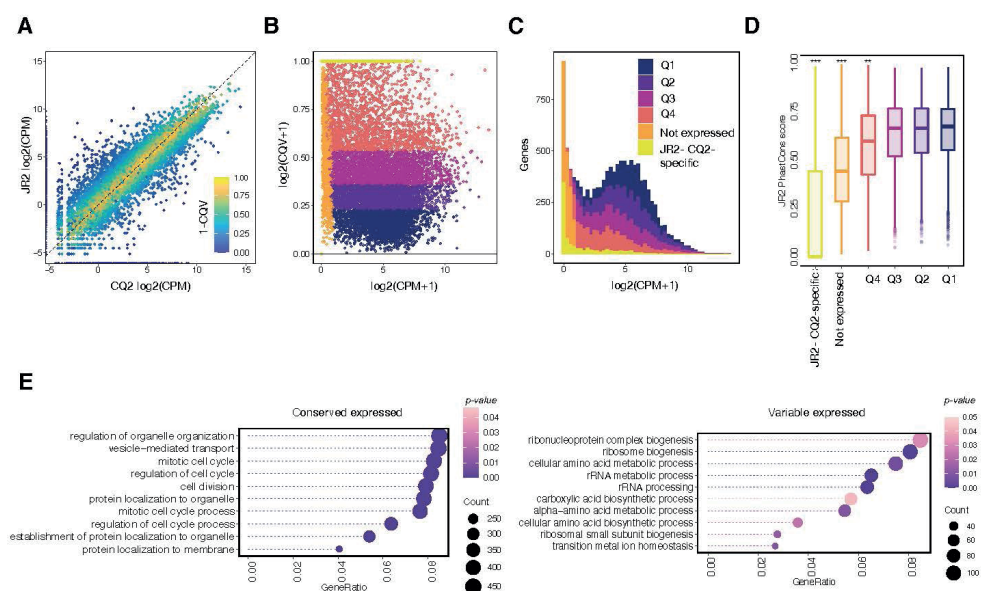 A
15
10
5
0
-5
JR2 log2(CPM)
-5 0 5 10 15
CQ2 log2(CPM)
1-CQV
1.00
0.75
0.50
0.25
0.00
B
1.00
0.75
0.50
0.25
0.00
log2(CQV+1)
0 5 10
log2(CPM+1)
C
750
500
250
0
Genes
0 5 10
log2(CPM+1)
Q1
Q2
Q3
Q4
Not expressed
JR2- CQ2-
specific
D
*** *** **
1.00
0.75
0.50
0.25
0.00
JR2 PhastCons score
JR2- CQ2-specific
Not expressed
Q4 Q3 Q2 Q1
E
Conserved expressed
regulation of organelle organization
vesicle-mediated transport
mitotic cell cycle
regulation of cell cycle
cell division
protein localization to organelle
mitotic cell cycle process
regulation of cell cycle process
establishment of protein localization to organelle
protein localization to membrane
0.00 0.02 0.04 0.06 0.08
GeneRatio
p-value
0.04
0.03
0.02
0.01
0.00
Count
250
300
350
400
450
Variable expressed
ribonucleoprotein complex biogenesis
ribosome biogenesis
cellular amino acid metabolic process
rRNA metabolic process
rRNA processing
carboxylic acid biosynthetic process
alpha-amino acid metabolic process
cellular amino acid biosynthetic process
ribosomal small subunit biogenesis
transition metal ion homeostasis
0.00 0.02 0.04 0.06 0.08
GeneRatio
p-value
0.05
0.04
0.03
0.02
0.01
0.00
Count
40
60
80
100